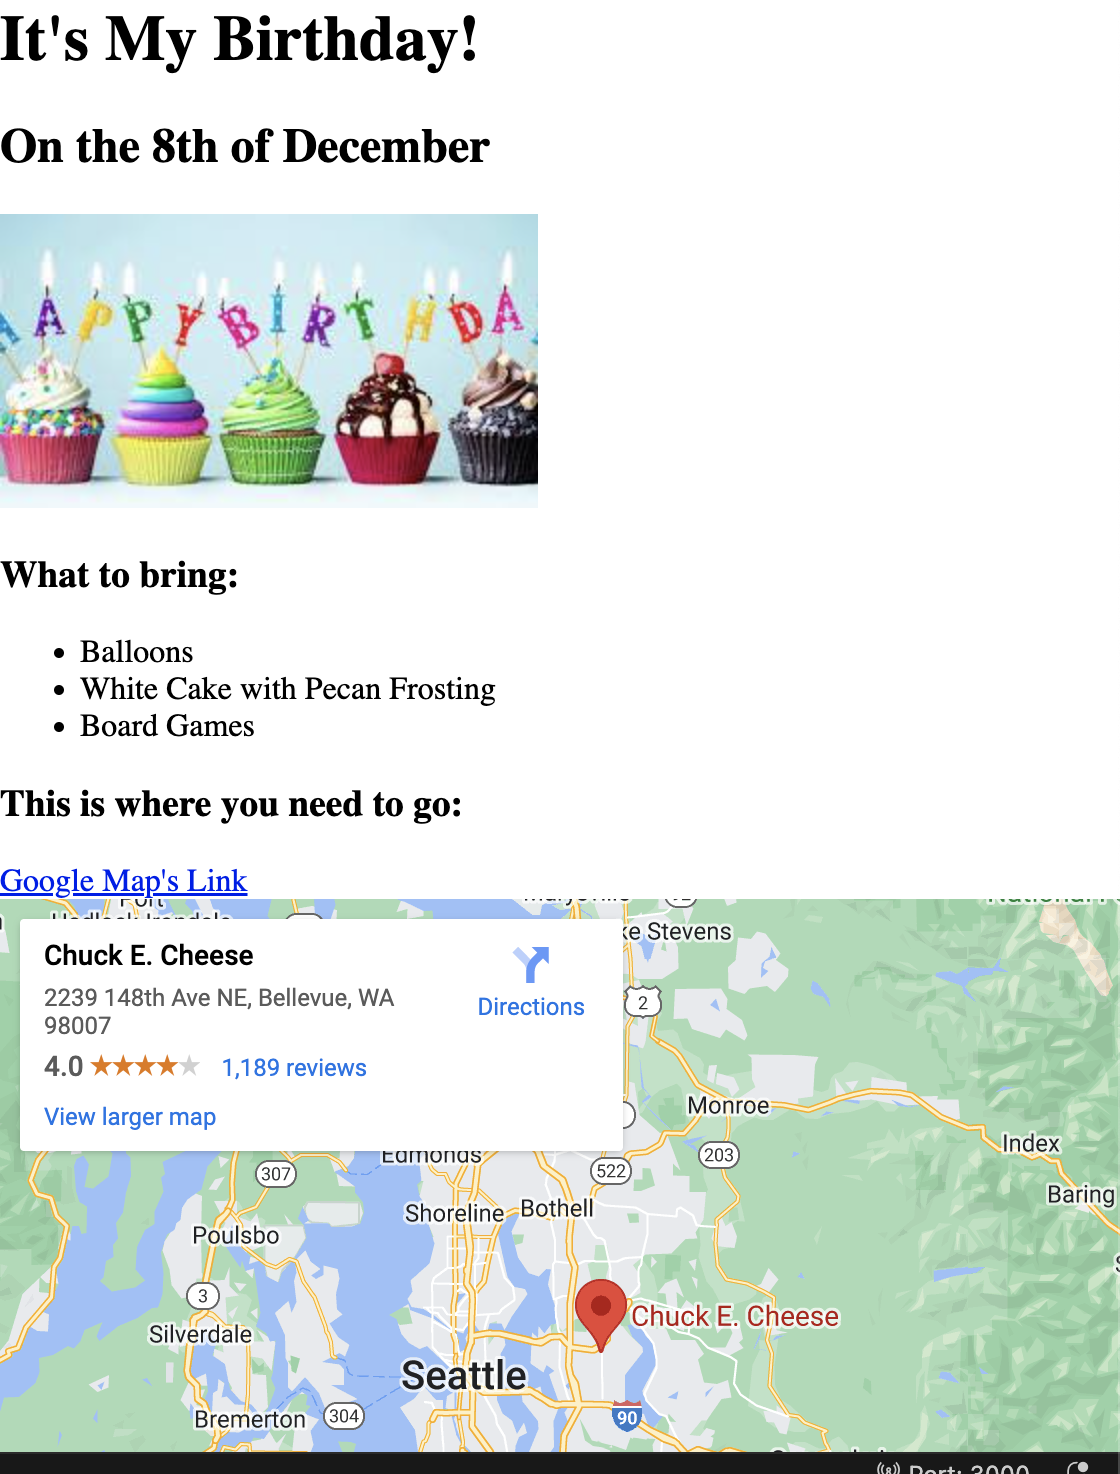 It's My Birthday!
On the 8th of December
APPY BIRTHDA
What to bring:
Balloons
White Cake with Pecan Frosting
Board Games
This is where you need to go:
Google Map's Link
Chuck E. Cheese
2239 148th Ave NE, Bellevue, WA
98007
Directions
4.0
1,189 reviews
View larger map
ke Stevens
2
Monroe
Index
Edmonds
203
307
522
Baring
Shoreline
Bothell
Poulsbo
3
Chuck E. Cheese
Silverdale
Seattle
Bremerton
304
90
Port: 3000